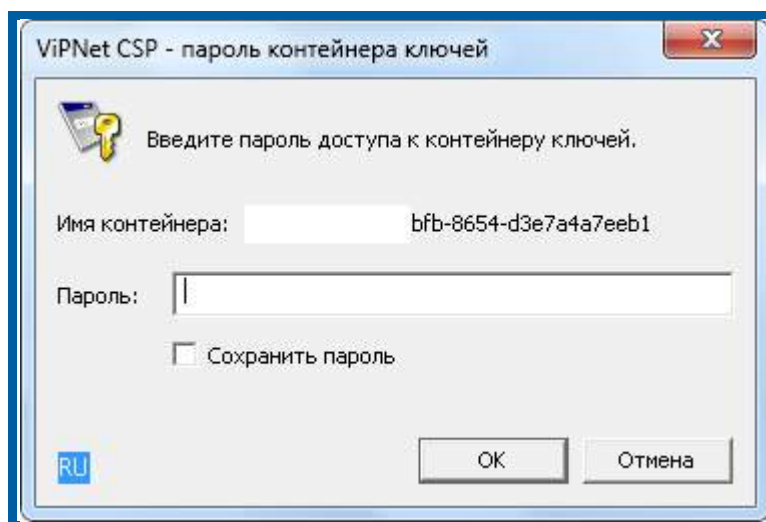 ViPNet CSP - пароль контейнера ключей
Введите пароль доступа к контейнеру ключей.
Имя контейнера: bfb-8654-d3e7a4a7eeb1
Пароль:
Сохранить пароль
RU
OK
Отмена